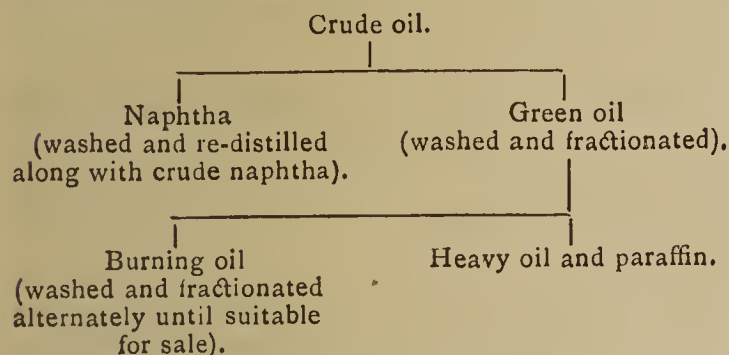 Crude oil.
Naphtha
(washed and re-distilled
along with crude naphtha).
Green oil
(washed and fractionated).
Burning oil
(washed and fractionated
alternately until suitable
for sale).
Heavy oil and paraffin.